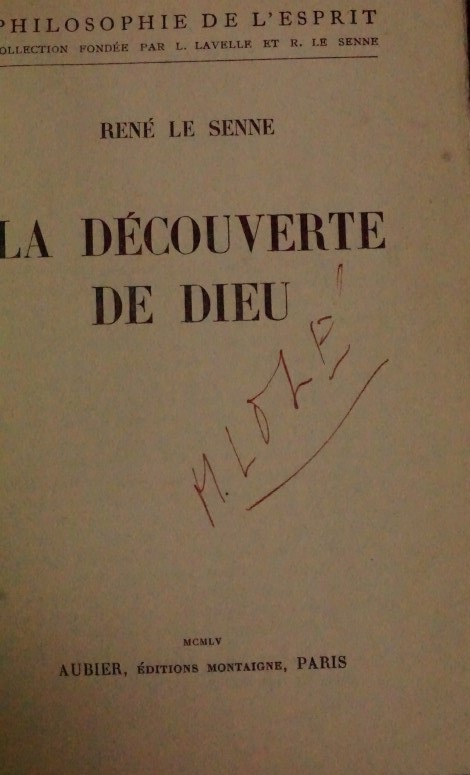 PHILOSOPHIE DE L'ESPRIT
COLLECTION FONDÉE PAR L. LAVELLE ET R. LE SENNE
RENÉ LE SENNE
LA DÉCOUVERTE
DE DIEU
MCMLV
AUBIER, ÉDITIONS MONTAIGNE, PARIS